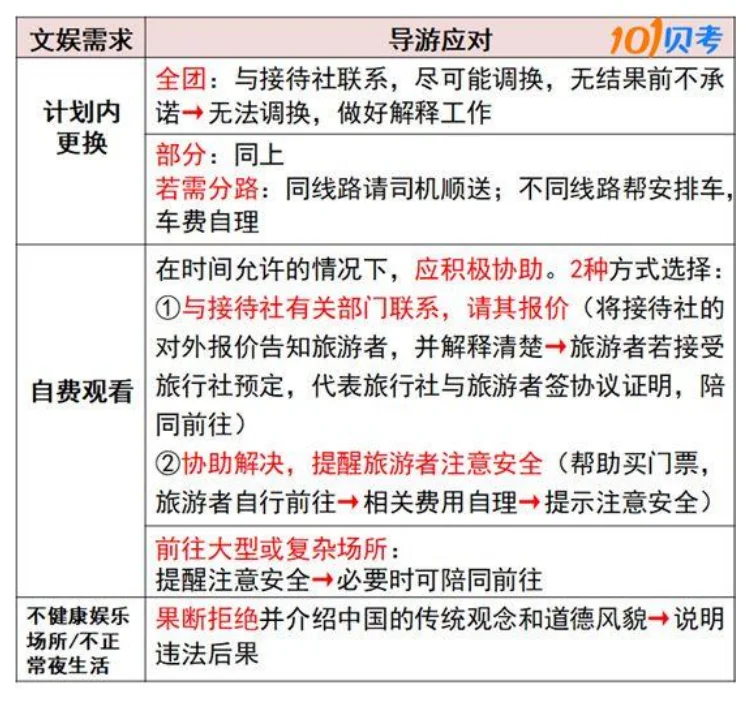 文娱需求 导游应对 101贝考
计划内
更换
全团：与接待社联系，尽可能调换，无结果前不承
诺→无法调换，做好解释工作
部分：同上
若需分路：同线路请司机顺送；不同线路帮安排车，
车费自理
自费观看
在时间允许的情况下，应积极协助。2种方式选择：
①与接待社有关部门联系，请其报价（将接待社的
对外报价告知旅游者，并解释清楚→旅游者若接受
旅行社预定，代表旅行社与旅游者签协议证明，陪
同前往）
②协助解决，提醒旅游者注意安全（帮助买门票，
旅游者自行前往→相关费用自理→提示注意安全）
前往大型或复杂场所：
提醒注意安全→必要时可陪同前往
不健康娱乐
场所/不正
常夜生活
果断拒绝并介绍中国的传统观念和道德风貌→说明
违法后果